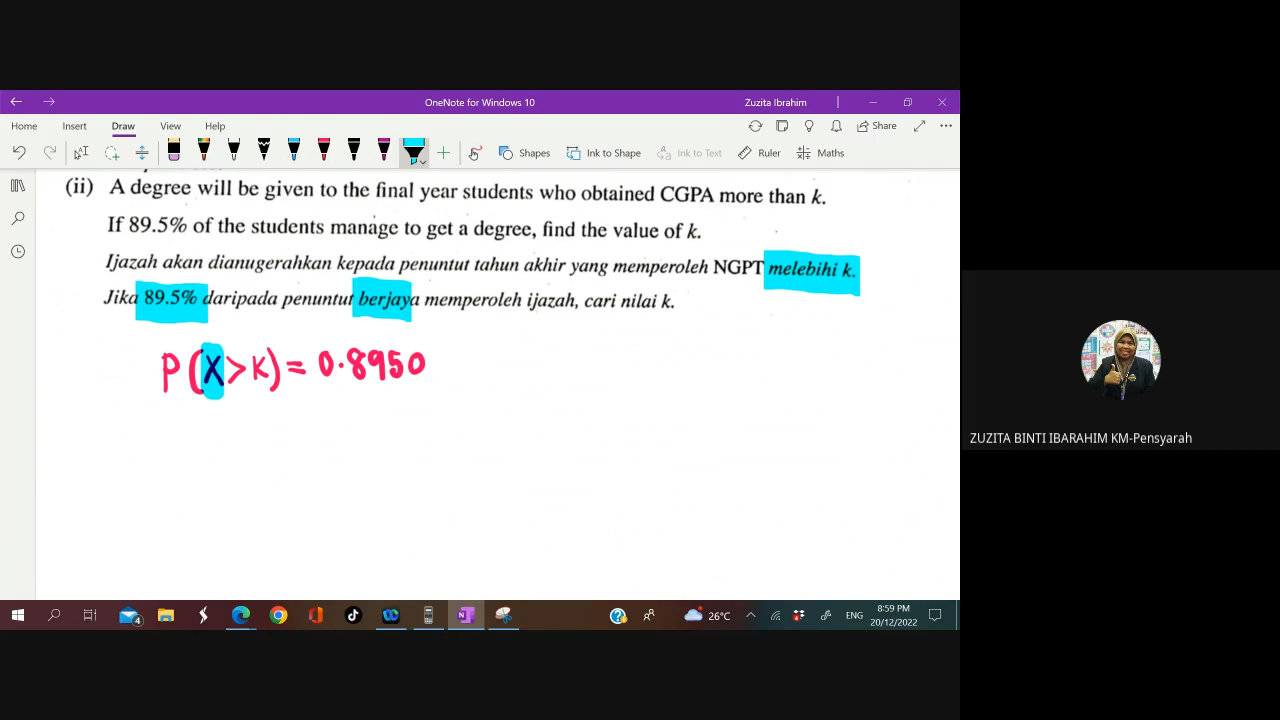 OneNote for Windows 10
Zuzita Ibrahim
Home Insert Draw View Help
Share
Shapes Ink to Shape Ink to Text Ruler Maths
(ii) A degree will be given to the final year students who obtained CGPA more than k.
If 89.5% of the students manage to get a degree, find the value of k.
Ijazah akan dianugerahkan kepada penuntut tahun akhir yang memperoleh NGPT melebihi k.
Jika 89.5% daripada penuntut berjaya memperoleh ijazah, cari nilai k.
P(X>K) = 0.8950
ZUZITA BINTI IBARAHIM KM-Pensyarah
4
26°C
ENG
8:59 PM
20/12/2022